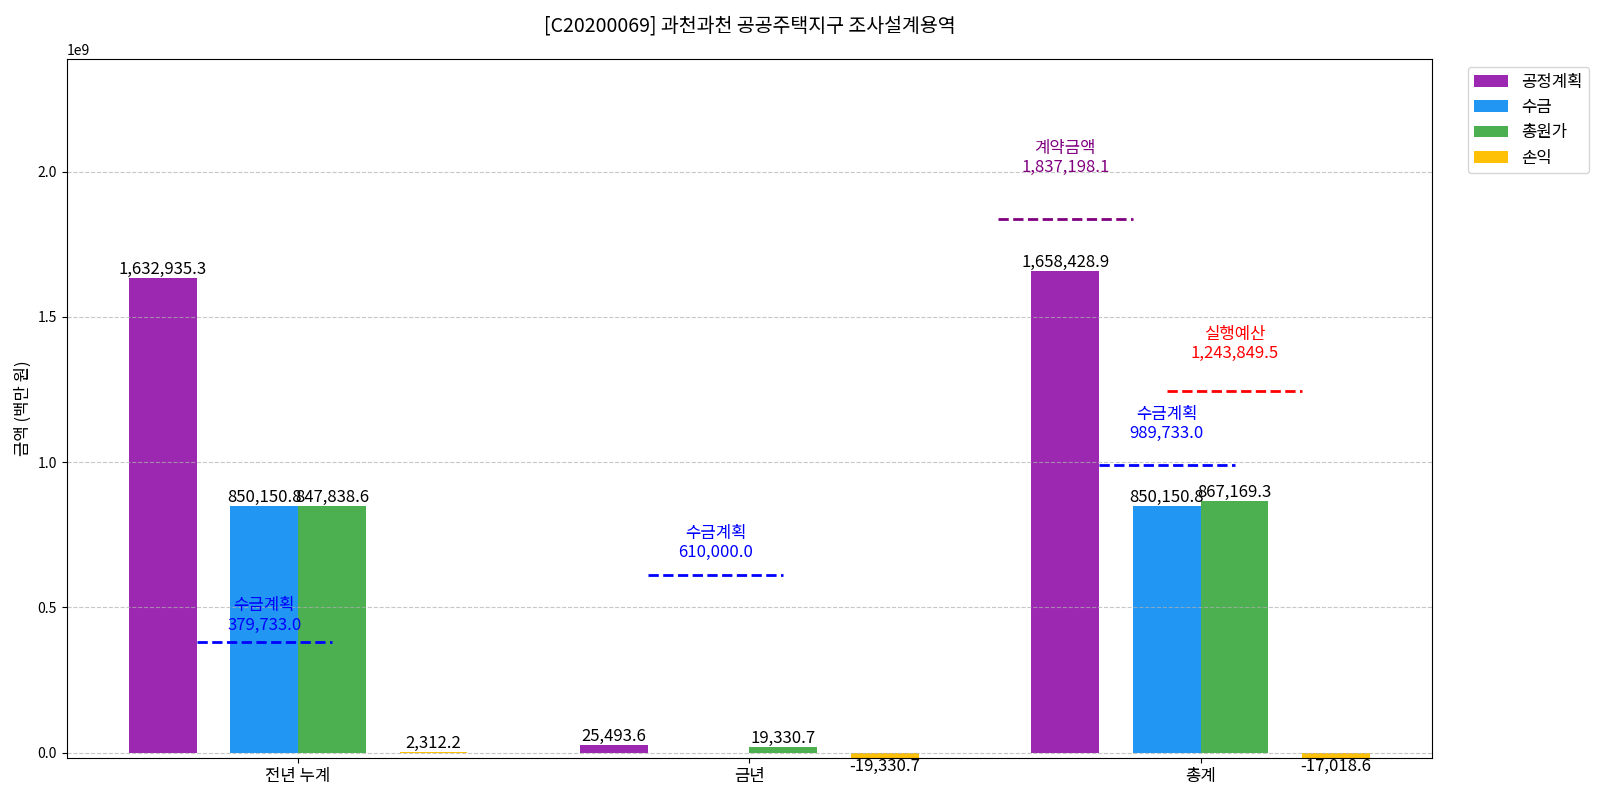 [C20200069] 과천과천 공공주택지구 조사설계용역
1e9
공정계획
수금
총원가
손익
금액 (백만 원)
2.0
1.5
1.0
0.5
0.0
계약금액
1,837,198.1
1,632,935.3
1,658,428.9
실행예산
1,243,849.5
수금계획
989,733.0
850,150.8
847,838.6
850,150.8
867,169.3
수금계획
610,000.0
수금계획
379,733.0
2,312.2
25,493.6
19,330.7
-19,330.7
-17,018.6
전년 누계
금년
총계